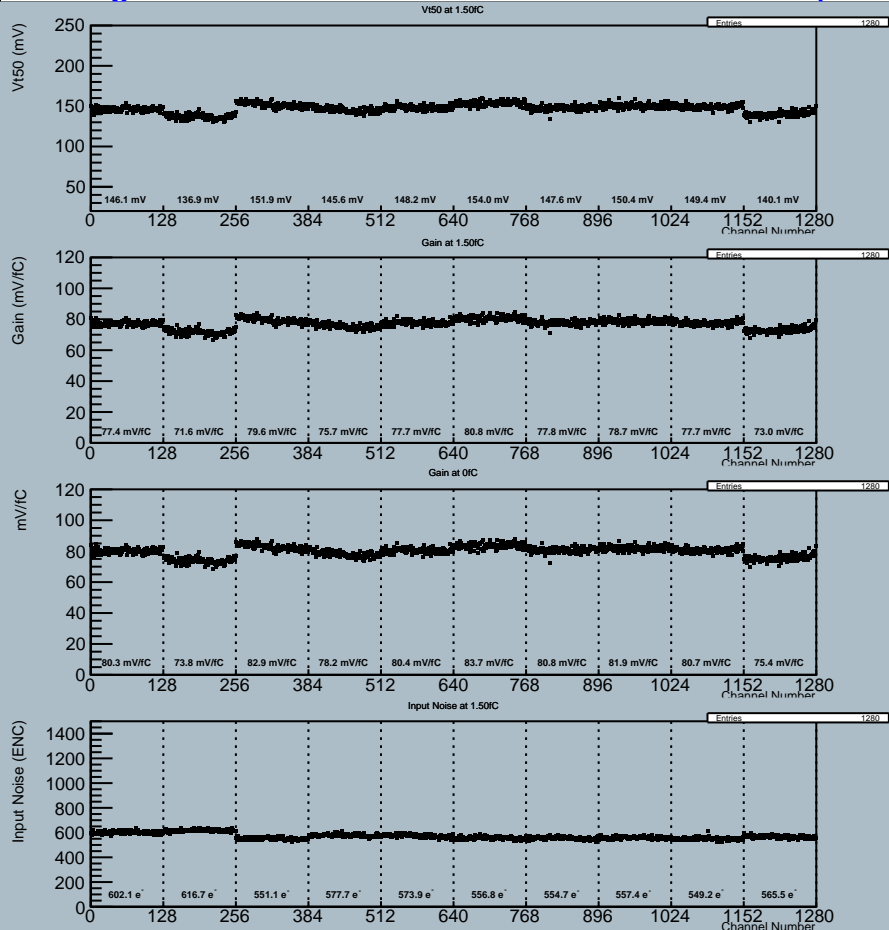 Vt50 at 1.50fC
Entries 1280
Vt50 (mV)
250
200
150
100
50
146.1 mV 136.9 mV 151.9 mV 145.6 mV 148.2 mV 154.0 mV 147.6 mV 150.4 mV 149.4 mV 140.1 mV
0 128 256 384 512 640 768 896 1024 1152 1280
Channel Number
Gain at 1.50fC
Entries 1280
Gain (mV/fC)
120
100
80
60
40
20
0
77.4 mV/fC 71.6 mV/fC 79.6 mV/fC 75.7 mV/fC 77.7 mV/fC 80.8 mV/fC 77.8 mV/fC 78.7 mV/fC 77.7 mV/fC 73.0 mV/fC
0 128 256 384 512 640 768 896 1024 1152 1280
Channel Number
Gain at 0fC
Entries 1280
mV/fC
120
100
80
60
40
20
0
80.3 mV/fC 73.8 mV/fC 82.9 mV/fC 78.2 mV/fC 80.4 mV/fC 83.7 mV/fC 80.8 mV/fC 81.9 mV/fC 80.7 mV/fC 75.4 mV/fC
0 128 256 384 512 640 768 896 1024 1152 1280
Channel Number
Input Noise at 1.50fC
Entries 1280
Input Noise (ENC)
1400
1200
1000
800
600
400
200
0
602.1 e⁻ 616.7 e⁻ 551.1 e⁻ 577.7 e⁻ 573.9 e⁻ 556.8 e⁻ 554.7 e⁻ 557.4 e⁻ 549.2 e⁻ 565.5 e⁻
0 128 256 384 512 640 768 896 1024 1152 1280
Channel Number